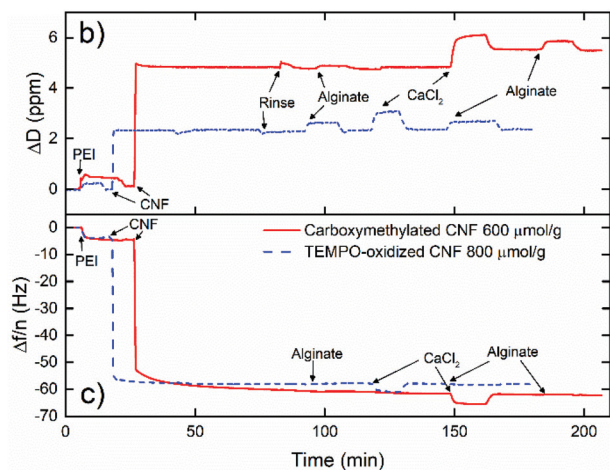 b)
ΔD (ppm)
6
4
2
0
PEI
CNF
Rinse
Alginate
CaCl₂
Alginate
c)
Δf/n (Hz)
0
-10
-20
-30
-40
-50
-60
-70
PEI
CNF
Carboxymethylated CNF 600 μmol/g
TEMPO-oxidized CNF 800 μmol/g
Alginate
CaCl₂
Alginate
0 50 100 150 200
Time (min)